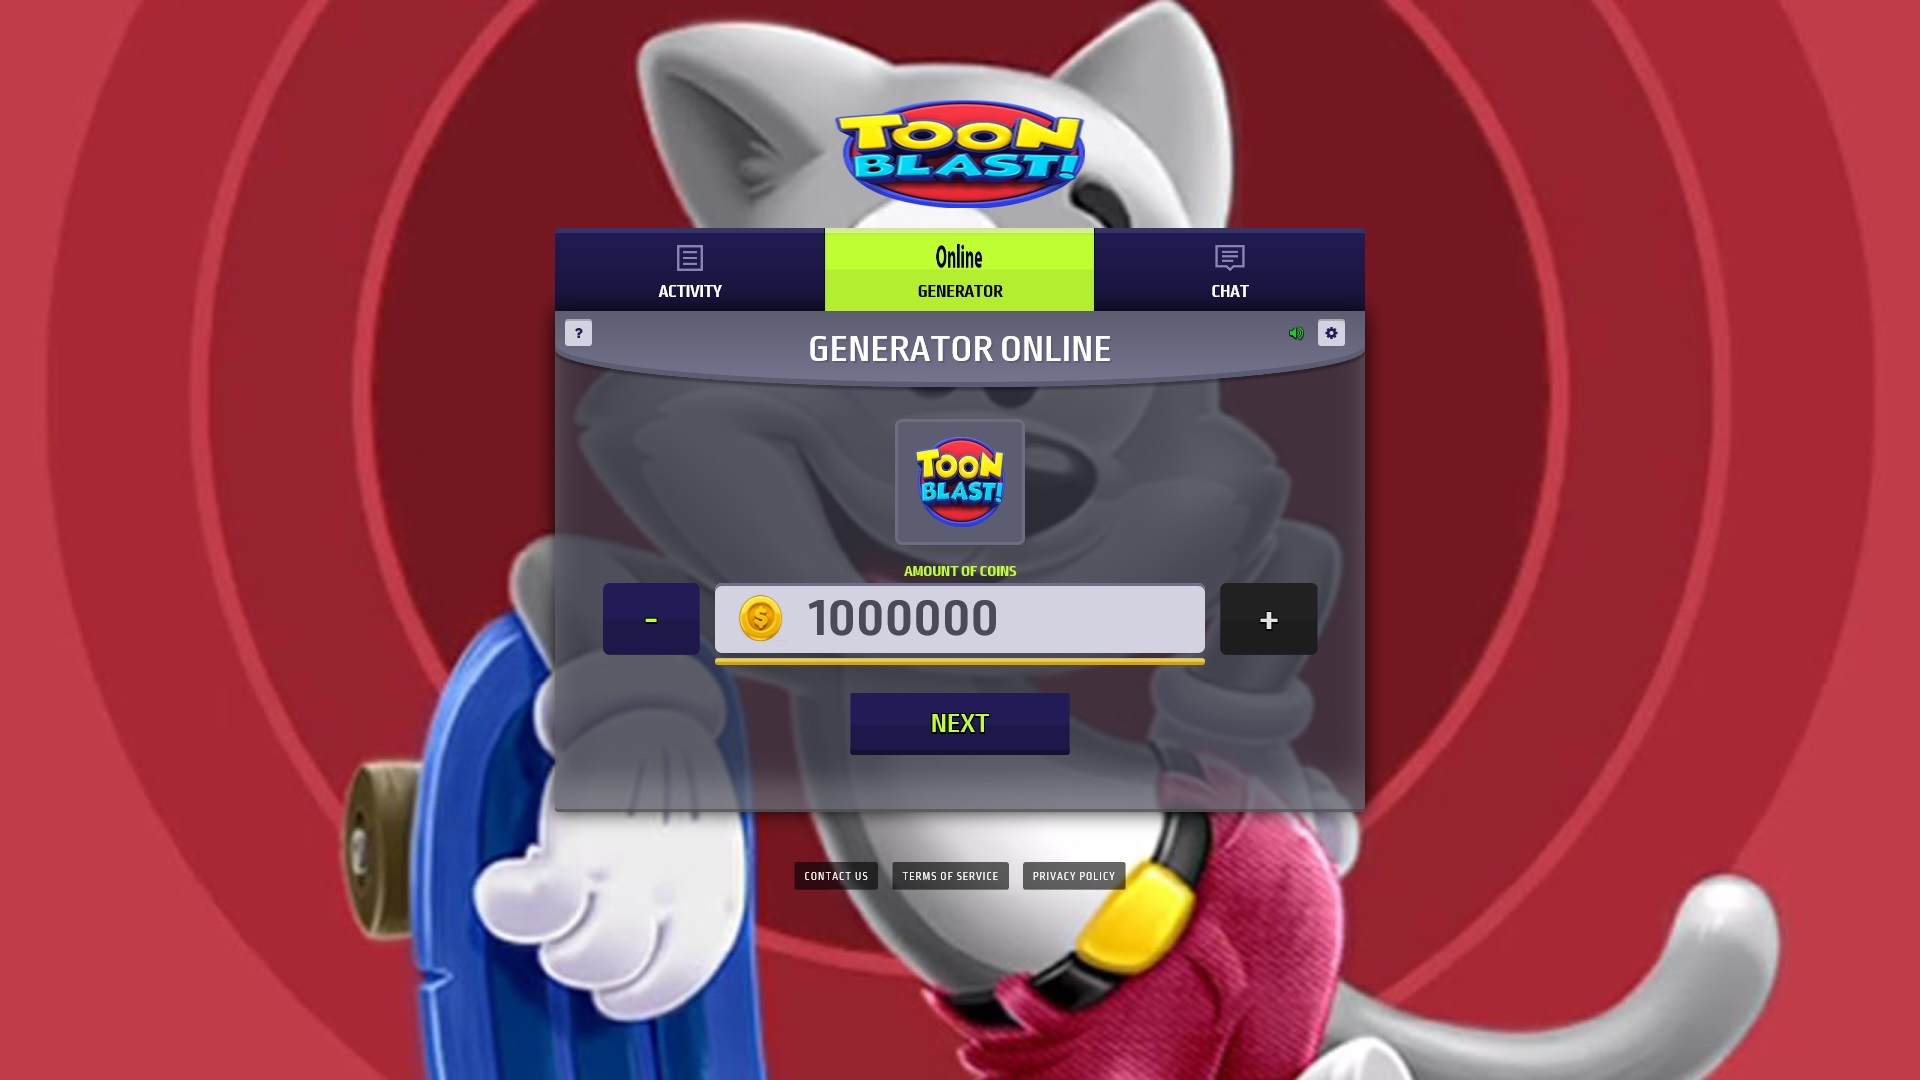 TOON
BLAST!
ACTIVITY
Online
GENERATOR
CHAT
?
GENERATOR ONLINE
TOON
BLAST!
AMOUNT OF COINS
-
$
1000000
+
NEXT
CONTACT US
TERMS OF SERVICE
PRIVACY POLICY